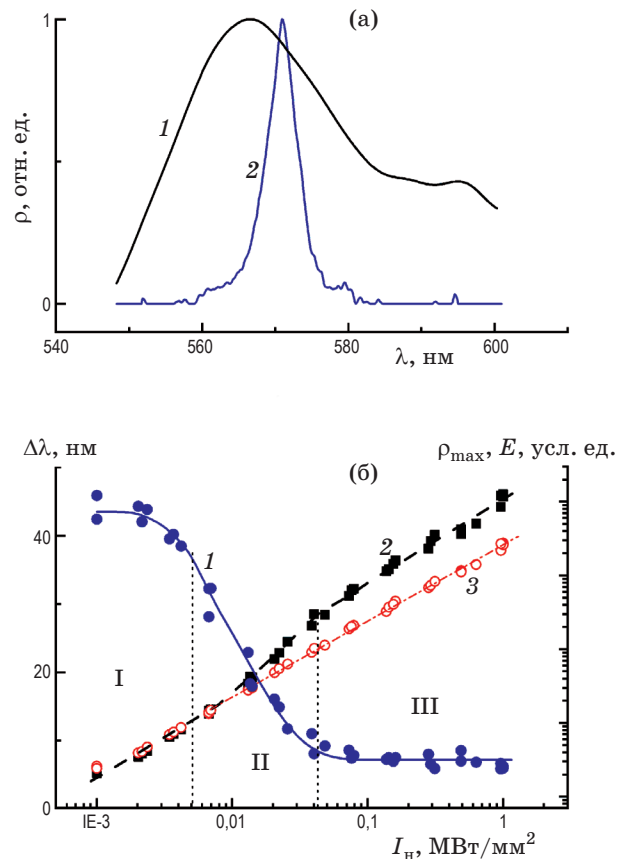 (а)
1
1
2
ρ, отн. ед.
0
540
560
580
600
λ, нм
Δλ, нм
(б)
ρmax, E, усл. ед.
40
1
2
3
20
I
II
III
0
IE-3
0,01
0,1
1
Iн, МВт/мм²